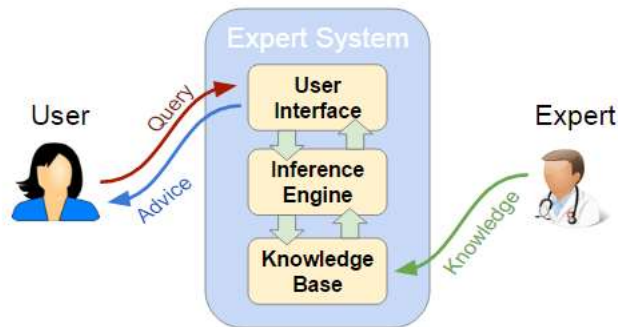 Expert System
User
Interface
Query
User
Expert
Advice
Inference
Engine
Knowledge
Knowledge
Base